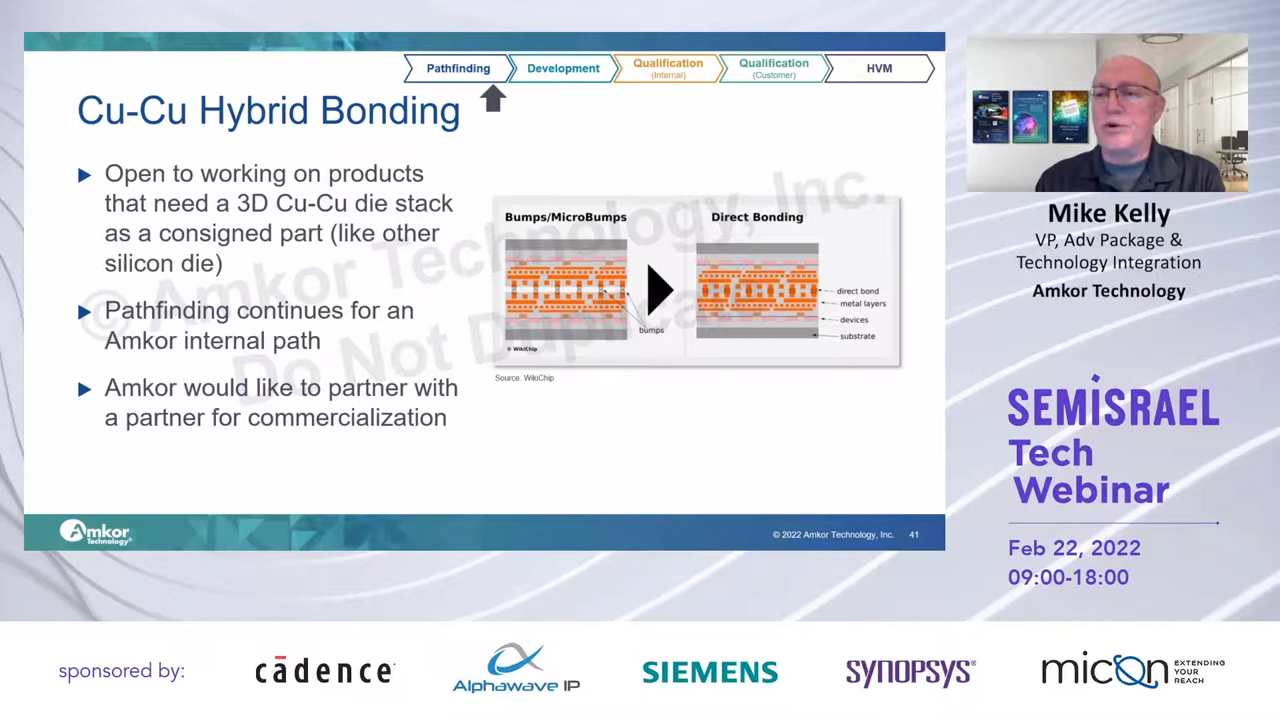 Pathfinding
Development
Qualification
(Internal)
Qualification
(Customer)
HVM
Cu-Cu Hybrid Bonding
Open to working on products
that need a 3D Cu-Cu die stack
as a consigned part (like other
silicon die)
Pathfinding continues for an
Amkor internal path
Amkor would like to partner with
a partner for commercialization
© Amkor Technology, Inc.
Do Not Duplicate
Bumps/MicroBumps
Direct Bonding
bumps
direct bond
metal layers
devices
substrate
© WikiChip
Source: WikiChip
Amkor
Technology®
© 2022 Amkor Technology, Inc. 41
Mike Kelly
VP, Adv Package &
Technology Integration
Amkor Technology
SEMISRAEL
Tech
Webinar
Feb 22, 2022
09:00-18:00
sponsored by:
cādence
Alphawave IP
SIEMENS
SYNOPSYS®
micon
EXTENDING
YOUR
REACH